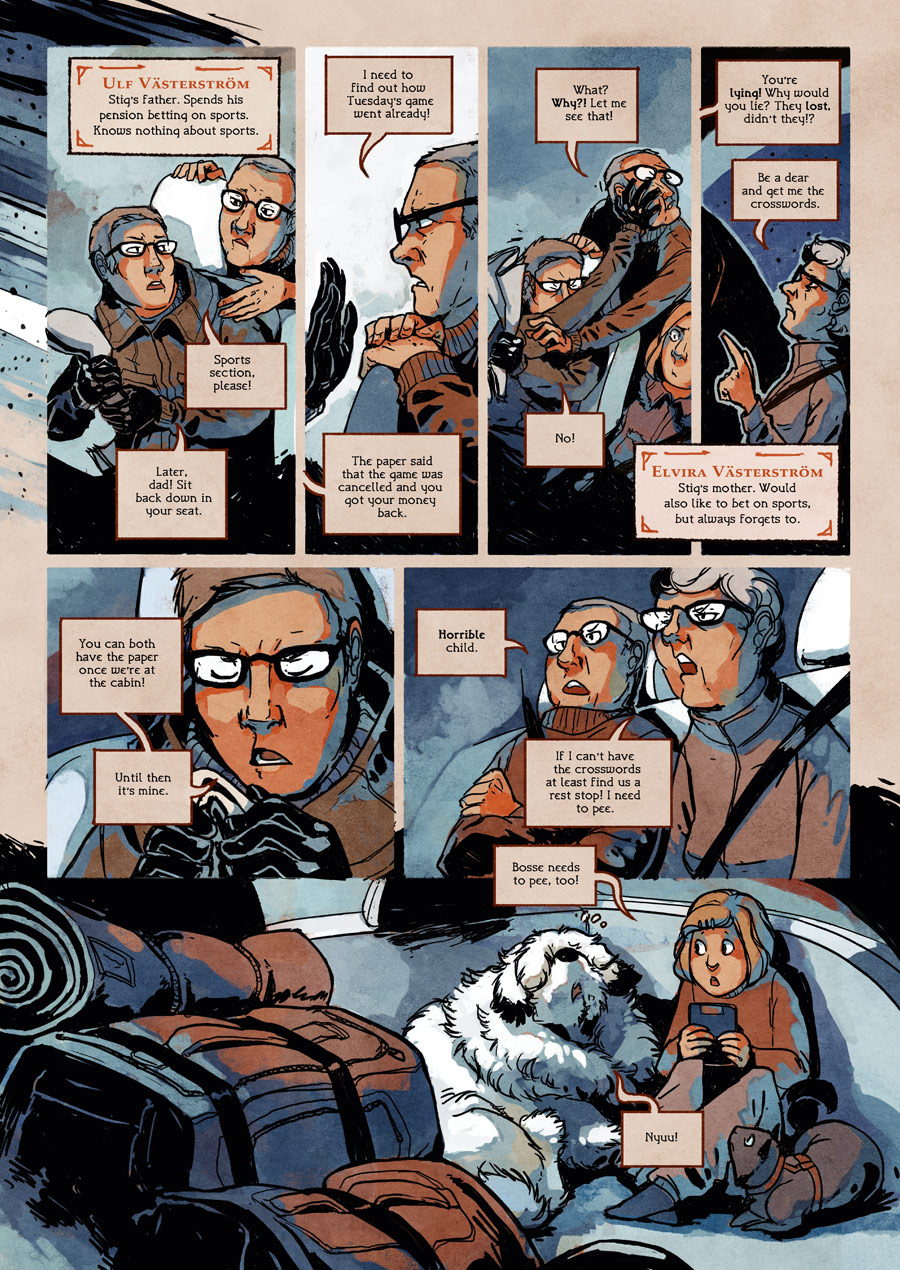 ULF VÄSTERSTRÖM
Stig's father. Spends his
pension betting on sports.
Knows nothing about sports.
Sports
section,
please!
Later,
dad! Sit
back down in
your seat.
I need to
find out how
Tuesday's game
went already!
The paper said
that the game was
cancelled and you
got your money
back.
What?
Why?! Let me
see that!
No!
You're
lying! Why would
you lie? They lost,
didn't they!?
Be a dear
and get me the
crosswords.
ELVIRA VÄSTERSTRÖM
Stig's mother. Would
also like to bet on sports,
but always forgets to.
You can both
have the paper
once we're at
the cabin!
Until then
it's mine.
Horrible
child.
If I can't have
the crosswords
at least find us a
rest stop! I need
to pee.
Bosse needs
to pee, too!
Nyuu!